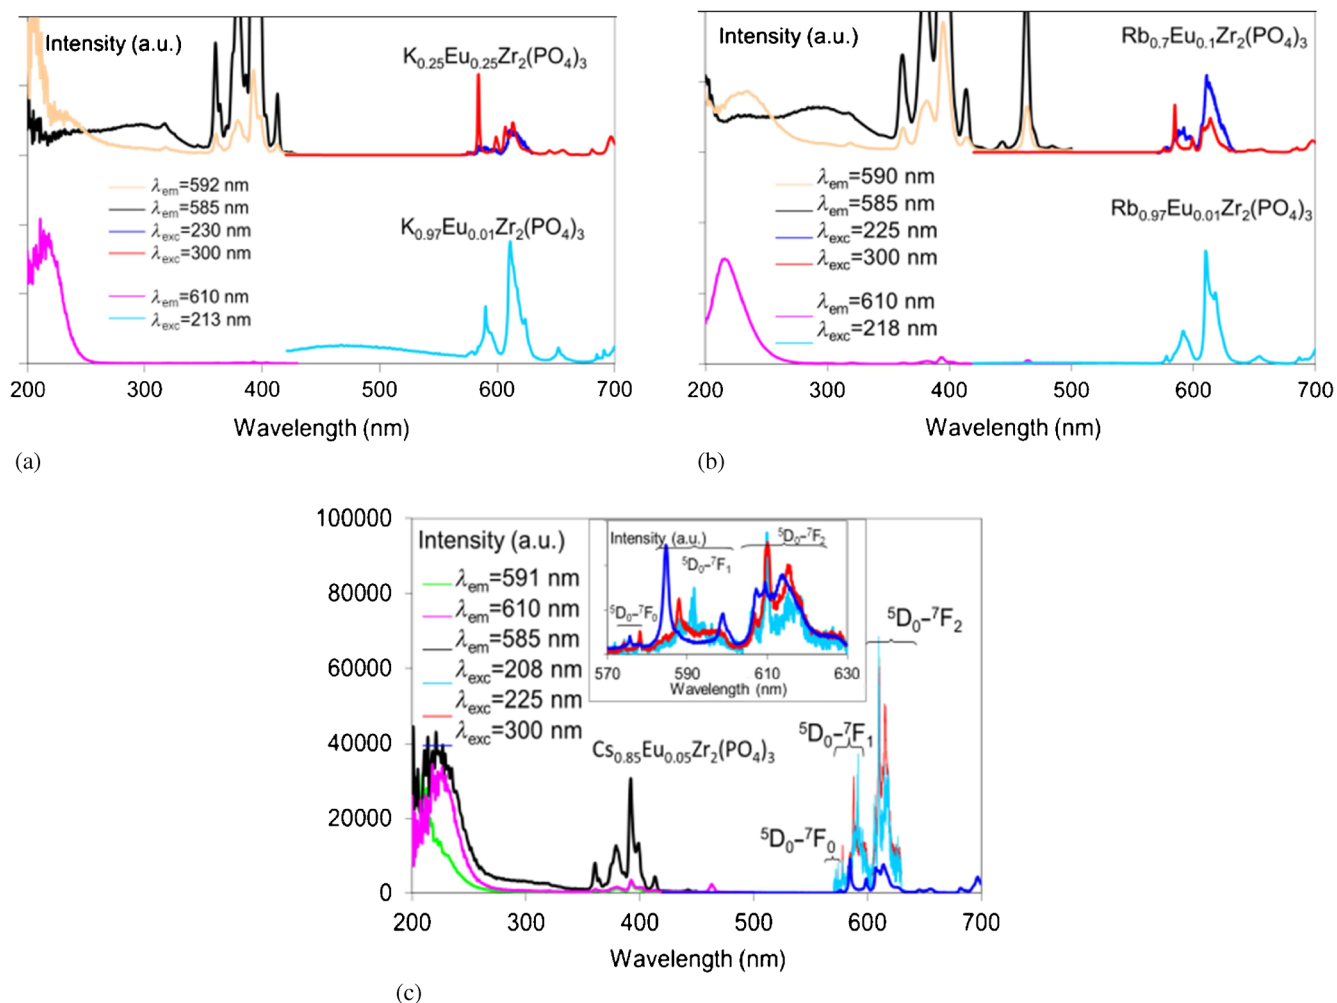 Intensity (a.u.)
K0.25Eu0.25Zr2(PO4)3
λem=592 nm
λem=585 nm
λexc=230 nm
λexc=300 nm
λem=610 nm
λexc=213 nm
K0.97Eu0.01Zr2(PO4)3
200 300 400 500 600 700
Wavelength (nm)
(a)
Intensity (a.u.)
Rb0.7Eu0.1Zr2(PO4)3
λem=590 nm
λem=585 nm
λexc=225 nm
λexc=300 nm
λem=610 nm
λexc=218 nm
Rb0.97Eu0.01Zr2(PO4)3
200 300 400 500 600 700
Wavelength (nm)
(b)
100000
80000
60000
40000
20000
0
Intensity (a.u.)
λem=591 nm
λem=610 nm
λem=585 nm
λexc=208 nm
λexc=225 nm
λexc=300 nm
Intensity (a.u.)
5D0–7F2
5D0–7F1
5D0–7F0
570 590 610 630
Wavelength (nm)
5D0–7F2
5D0–7F1
Cs0.85Eu0.05Zr2(PO4)3
5D0–7F0
200 300 400 500 600 700
Wavelength (nm)
(c)